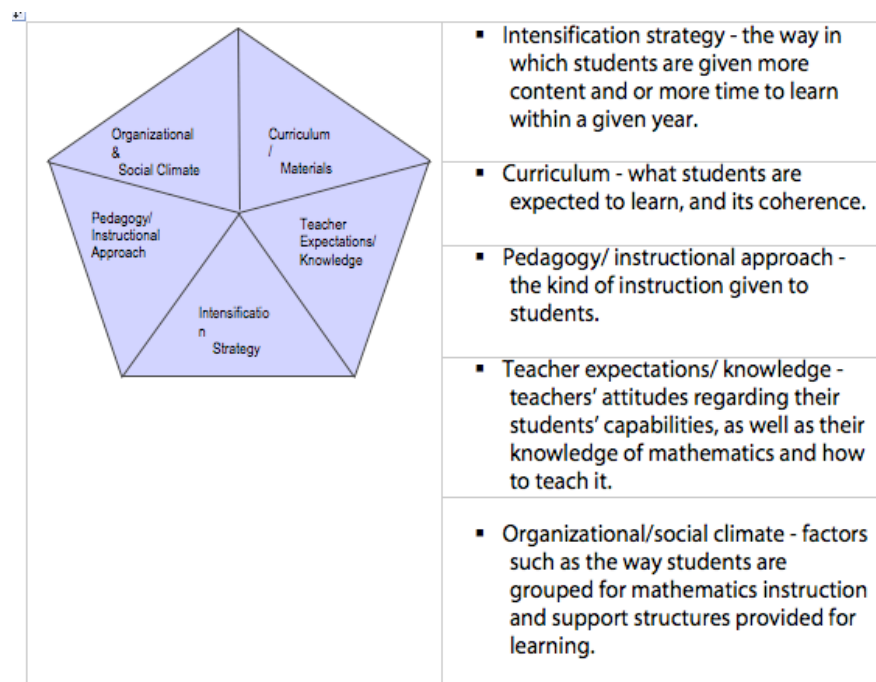 Organizational
&
Social Climate
Curriculum
/
Materials
Pedagogy/
Instructional
Approach
Teacher
Expectations/
Knowledge
Intensificatio
n
Strategy
▪ Intensification strategy - the way in
which students are given more
content and or more time to learn
within a given year.
▪ Curriculum - what students are
expected to learn, and its coherence.
▪ Pedagogy/ instructional approach -
the kind of instruction given to
students.
▪ Teacher expectations/ knowledge -
teachers’ attitudes regarding their
students’ capabilities, as well as their
knowledge of mathematics and how
to teach it.
▪ Organizational/social climate - factors
such as the way students are
grouped for mathematics instruction
and support structures provided for
learning.